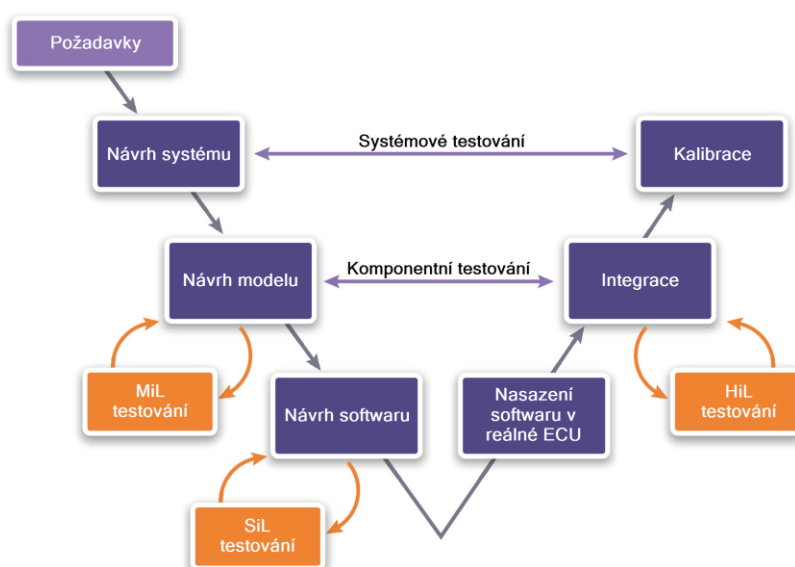 Požadavky
Systémové testování
Návrh systému
Kalibrace
Komponentní testování
Návrh modelu
Integrace
MiL
testování
Návrh softwaru
Nasazení
softwaru v
reálné ECU
HiL
testování
SiL
testování